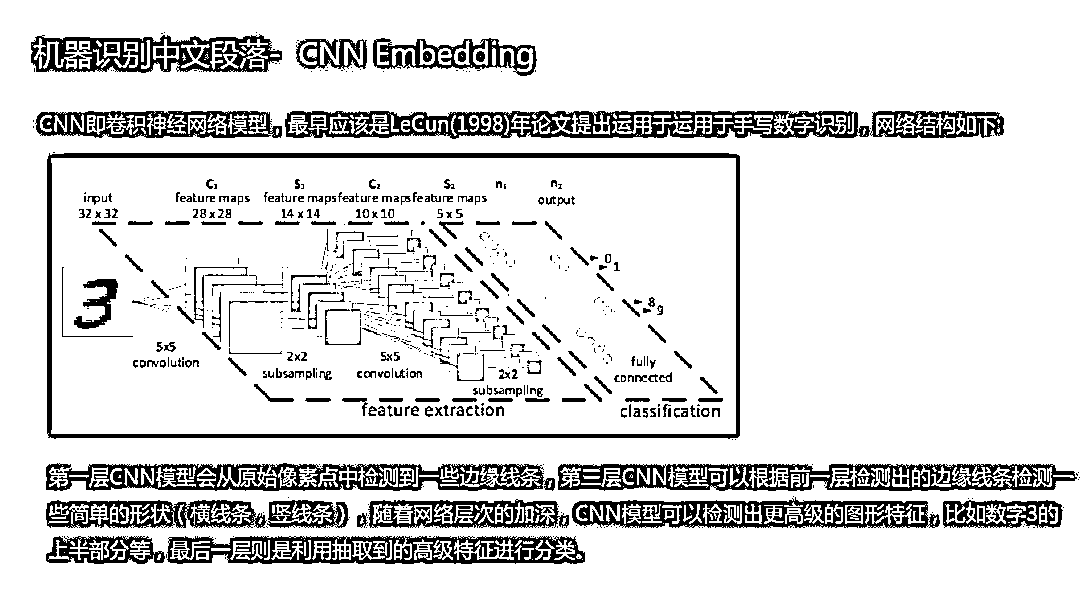 机器识别中文段落- CNN Embedding
CNN即卷积神经网络模型，最早应该是LeCun(1998)年论文提出运用于运用于手写数字识别，网络结构如下:
C₁ S₁ C₂ S₂ n₁ n₂
input feature maps feature maps feature maps feature maps output
32 x 32 28 x 28 14 x 14 10 x 10 5 x 5
0
1
3
8
9
5x5 convolution
2x2 subsampling
5x5 convolution
2x2 subsampling
fully connected
feature extraction classification
第一层CNN模型会从原始像素点中检测到一些边缘线条，第二层CNN模型可以根据前一层检测出的边缘线条检测一
些简单的形状（横线条，竖线条），随着网络层次的加深，CNN模型可以检测出更高级的图形特征，比如数字3的
上半部分等，最后一层则是利用抽取到的高级特征进行分类。